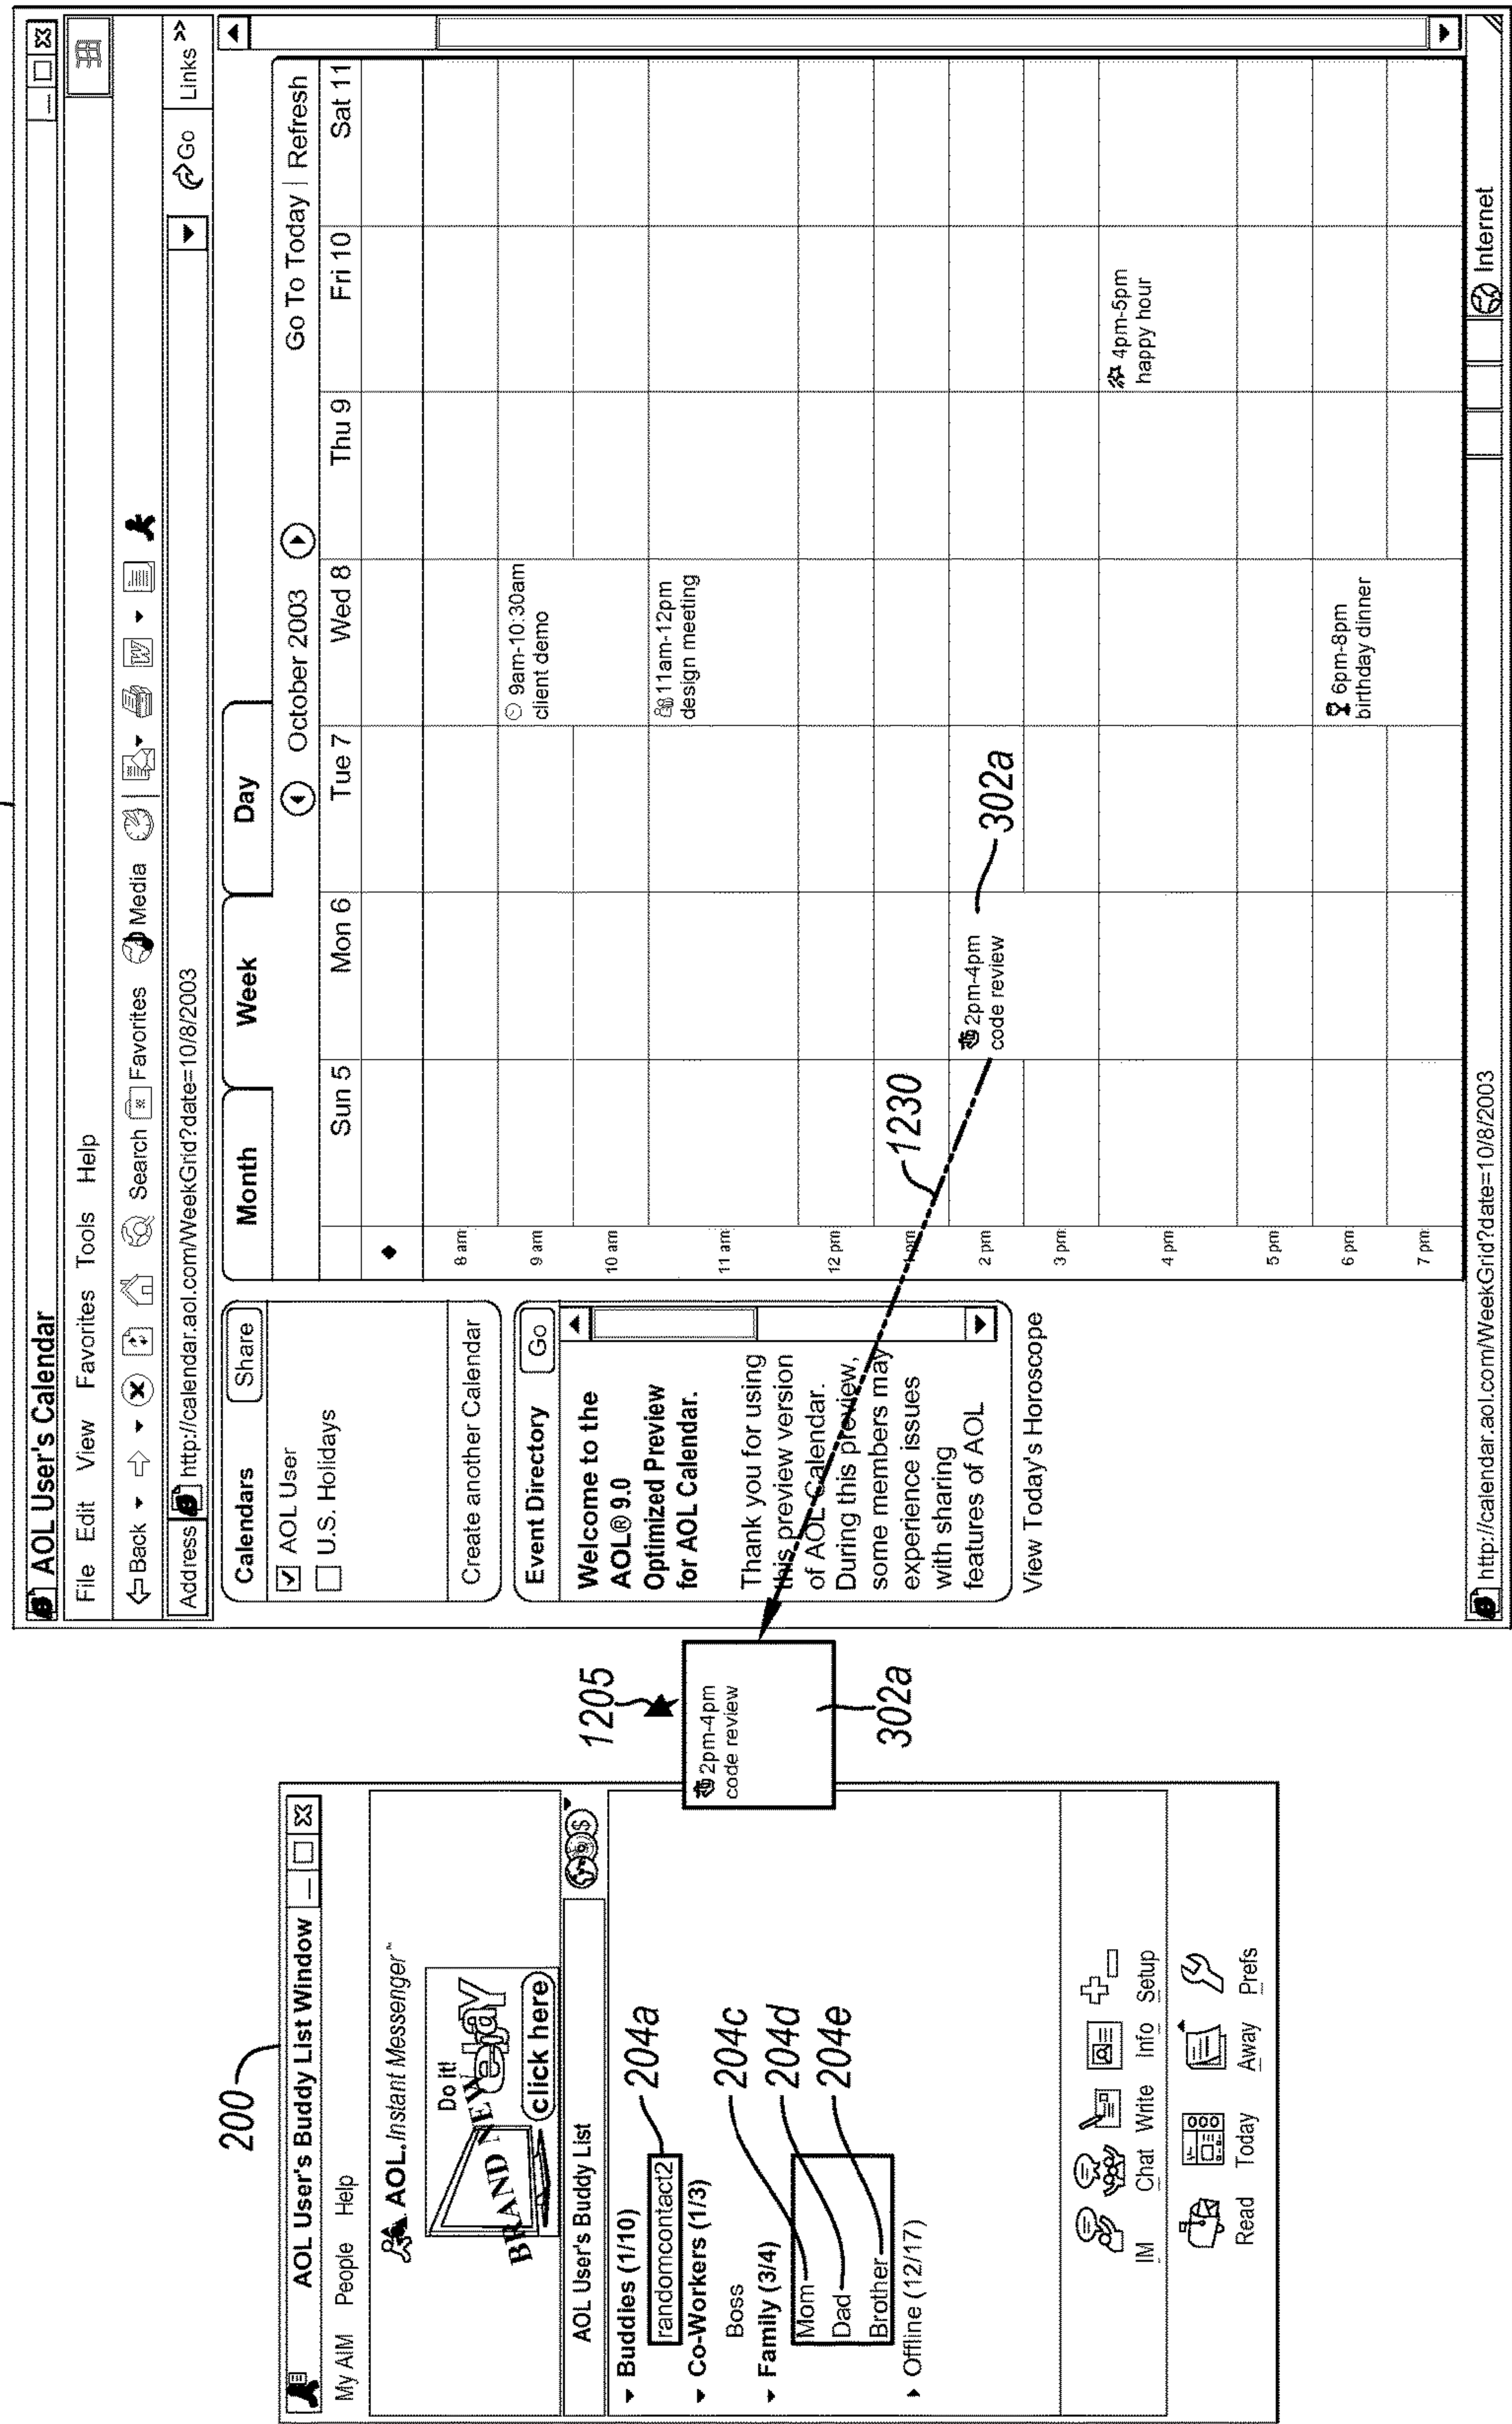 200
AOL User's Buddy List Window
My AIM People Help
AOL Instant Messenger™
Do it!
BRAND NEW
ebY
click here
AOL User's Buddy List
Buddies (1/10)
randomcontact2
204a
Co-Workers (1/3)
Boss
204c
Family (3/4)
204d
Mom
Dad
204e
Brother
Offline (12/17)
IM Chat Write Info Setup
Read Today Away Prefs
1205
2pm-4pm
code review
302a
AOL User's Calendar
File Edit View Favorites Tools Help
Back Search Favorites Media
Address http://calendar.aol.com/WeekGrid?date=10/8/2003 Go Links >>
Calendars Share
AOL User
U.S. Holidays
Create another Calendar
Event Directory Go
Welcome to the
AOL® 9.0
Optimized Preview
for AOL Calendar.
Thank you for using
this preview version
of AOL Calendar.
During this preview,
some members may
experience issues
with sharing
features of AOL
View Today's Horoscope
Month Week Day
October 2003 Go To Today | Refresh
Sun 5 Mon 6 Tue 7 Wed 8 Thu 9 Fri 10 Sat 11
8 am
9 am
9am-10:30am
client demo
10 am
11 am
11am-12pm
design meeting
12 pm
1 pm
1230
2 pm
2pm-4pm
code review
302a
3 pm
4 pm
4pm-5pm
happy hour
5 pm
6 pm
6pm-8pm
birthday dinner
7 pm
http://calendar.aol.com/WeekGrid?date=10/8/2003 Internet